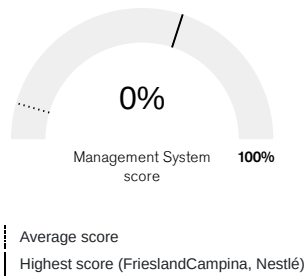 0%
Management System
score
100%
Average score
Highest score (FrieslandCampina, Nestlé)